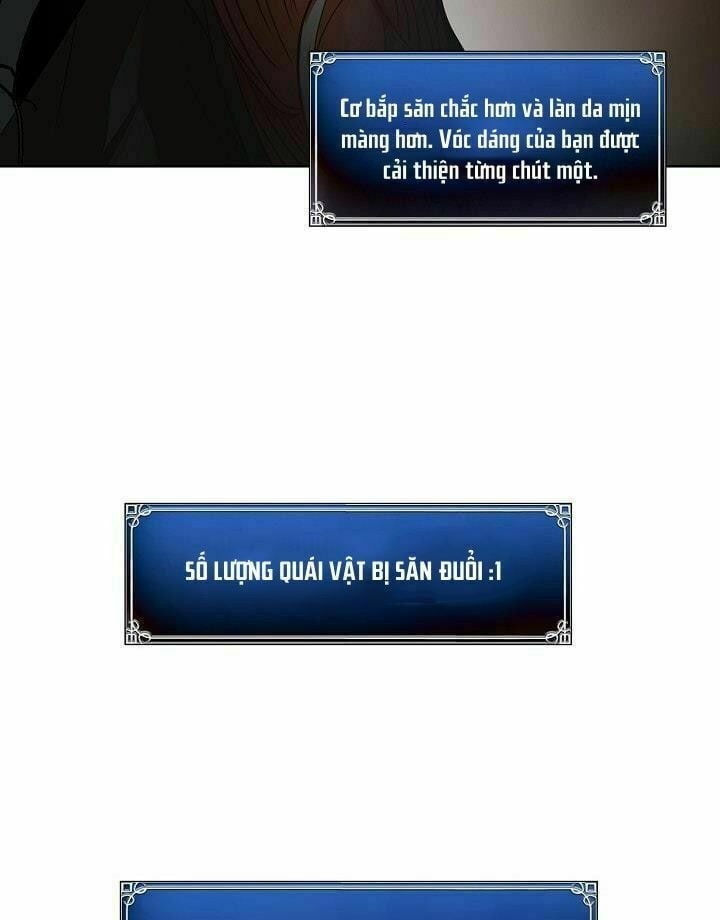 Cơ bắp săn chắc hơn và làn da mịn
màng hơn. Vóc dáng của bạn được
cải thiện từng chút một.
SỐ LƯỢNG QUÁI VẬT BỊ SĂN ĐUỔI :1